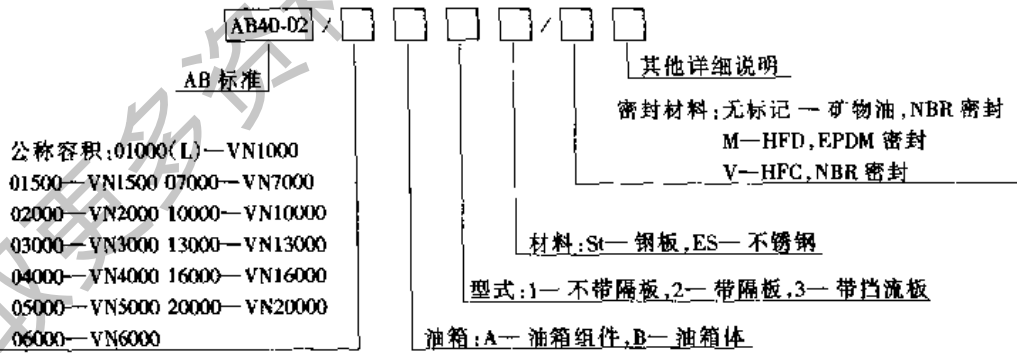 AB40-02 /
/
AB 标准
其他详细说明
密封材料:无标记 — 矿物油,NBR 密封
M—HFD,EPDM 密封
V—HFC,NBR 密封
公称容积:01000(L)—VN1000
01500—VN1500 07000—VN7000
02000—VN2000 10000—VN10000
03000—VN3000 13000—VN13000
04000—VN4000 16000—VN16000
05000—VN5000 20000—VN20000
06000—VN6000
材料:St— 钢板,ES— 不锈钢
型式:1— 不带隔板,2— 带隔板,3— 带挡流板
油箱:A— 油箱组件,B— 油箱体
更多资